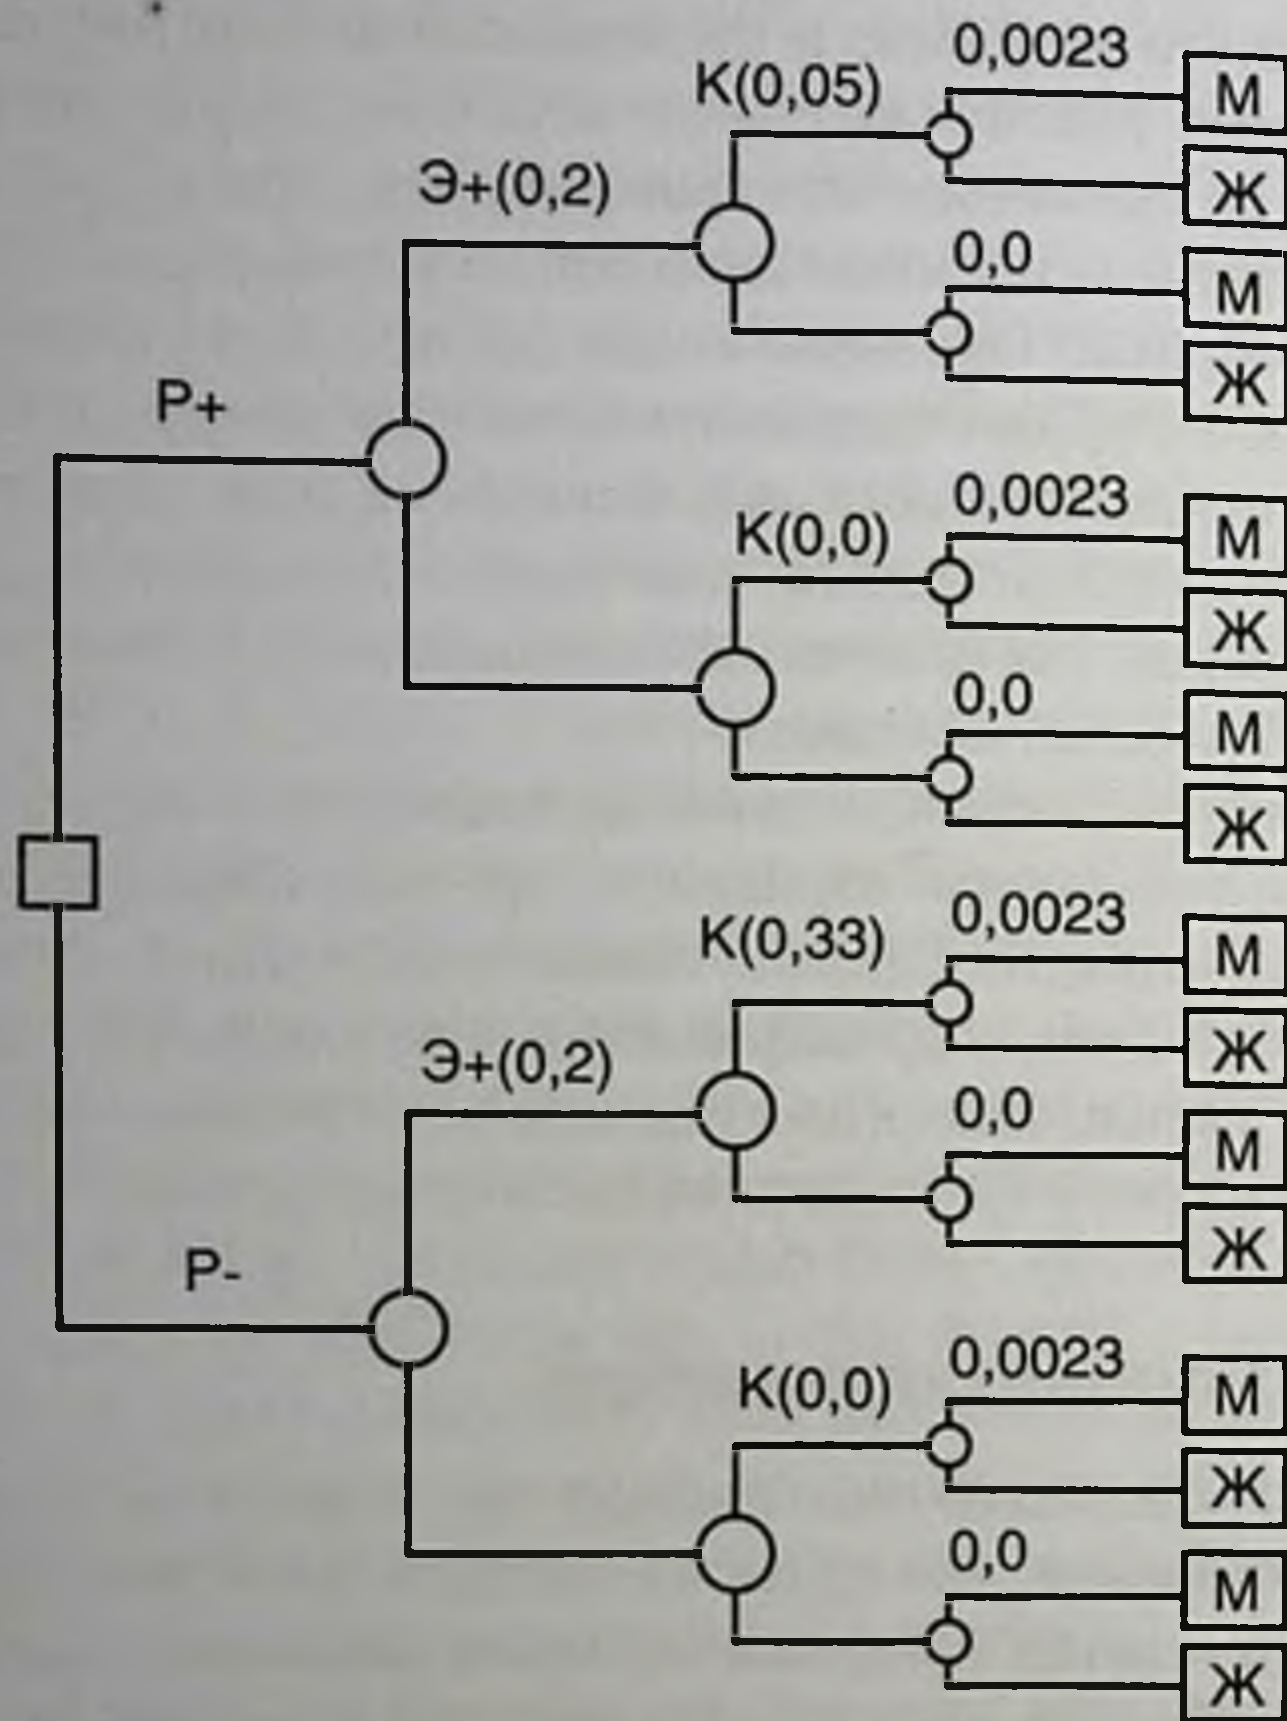 0,0023
К(0,05)
М
Э+(0,2)
Ж
0,0
М
Ж
Р+
0,0023
К(0,0)
М
Ж
0,0
М
Ж
0,0023
К(0,33)
М
Э+(0,2)
Ж
0,0
М
Ж
Р-
0,0023
К(0,0)
М
Ж
0,0
М
Ж